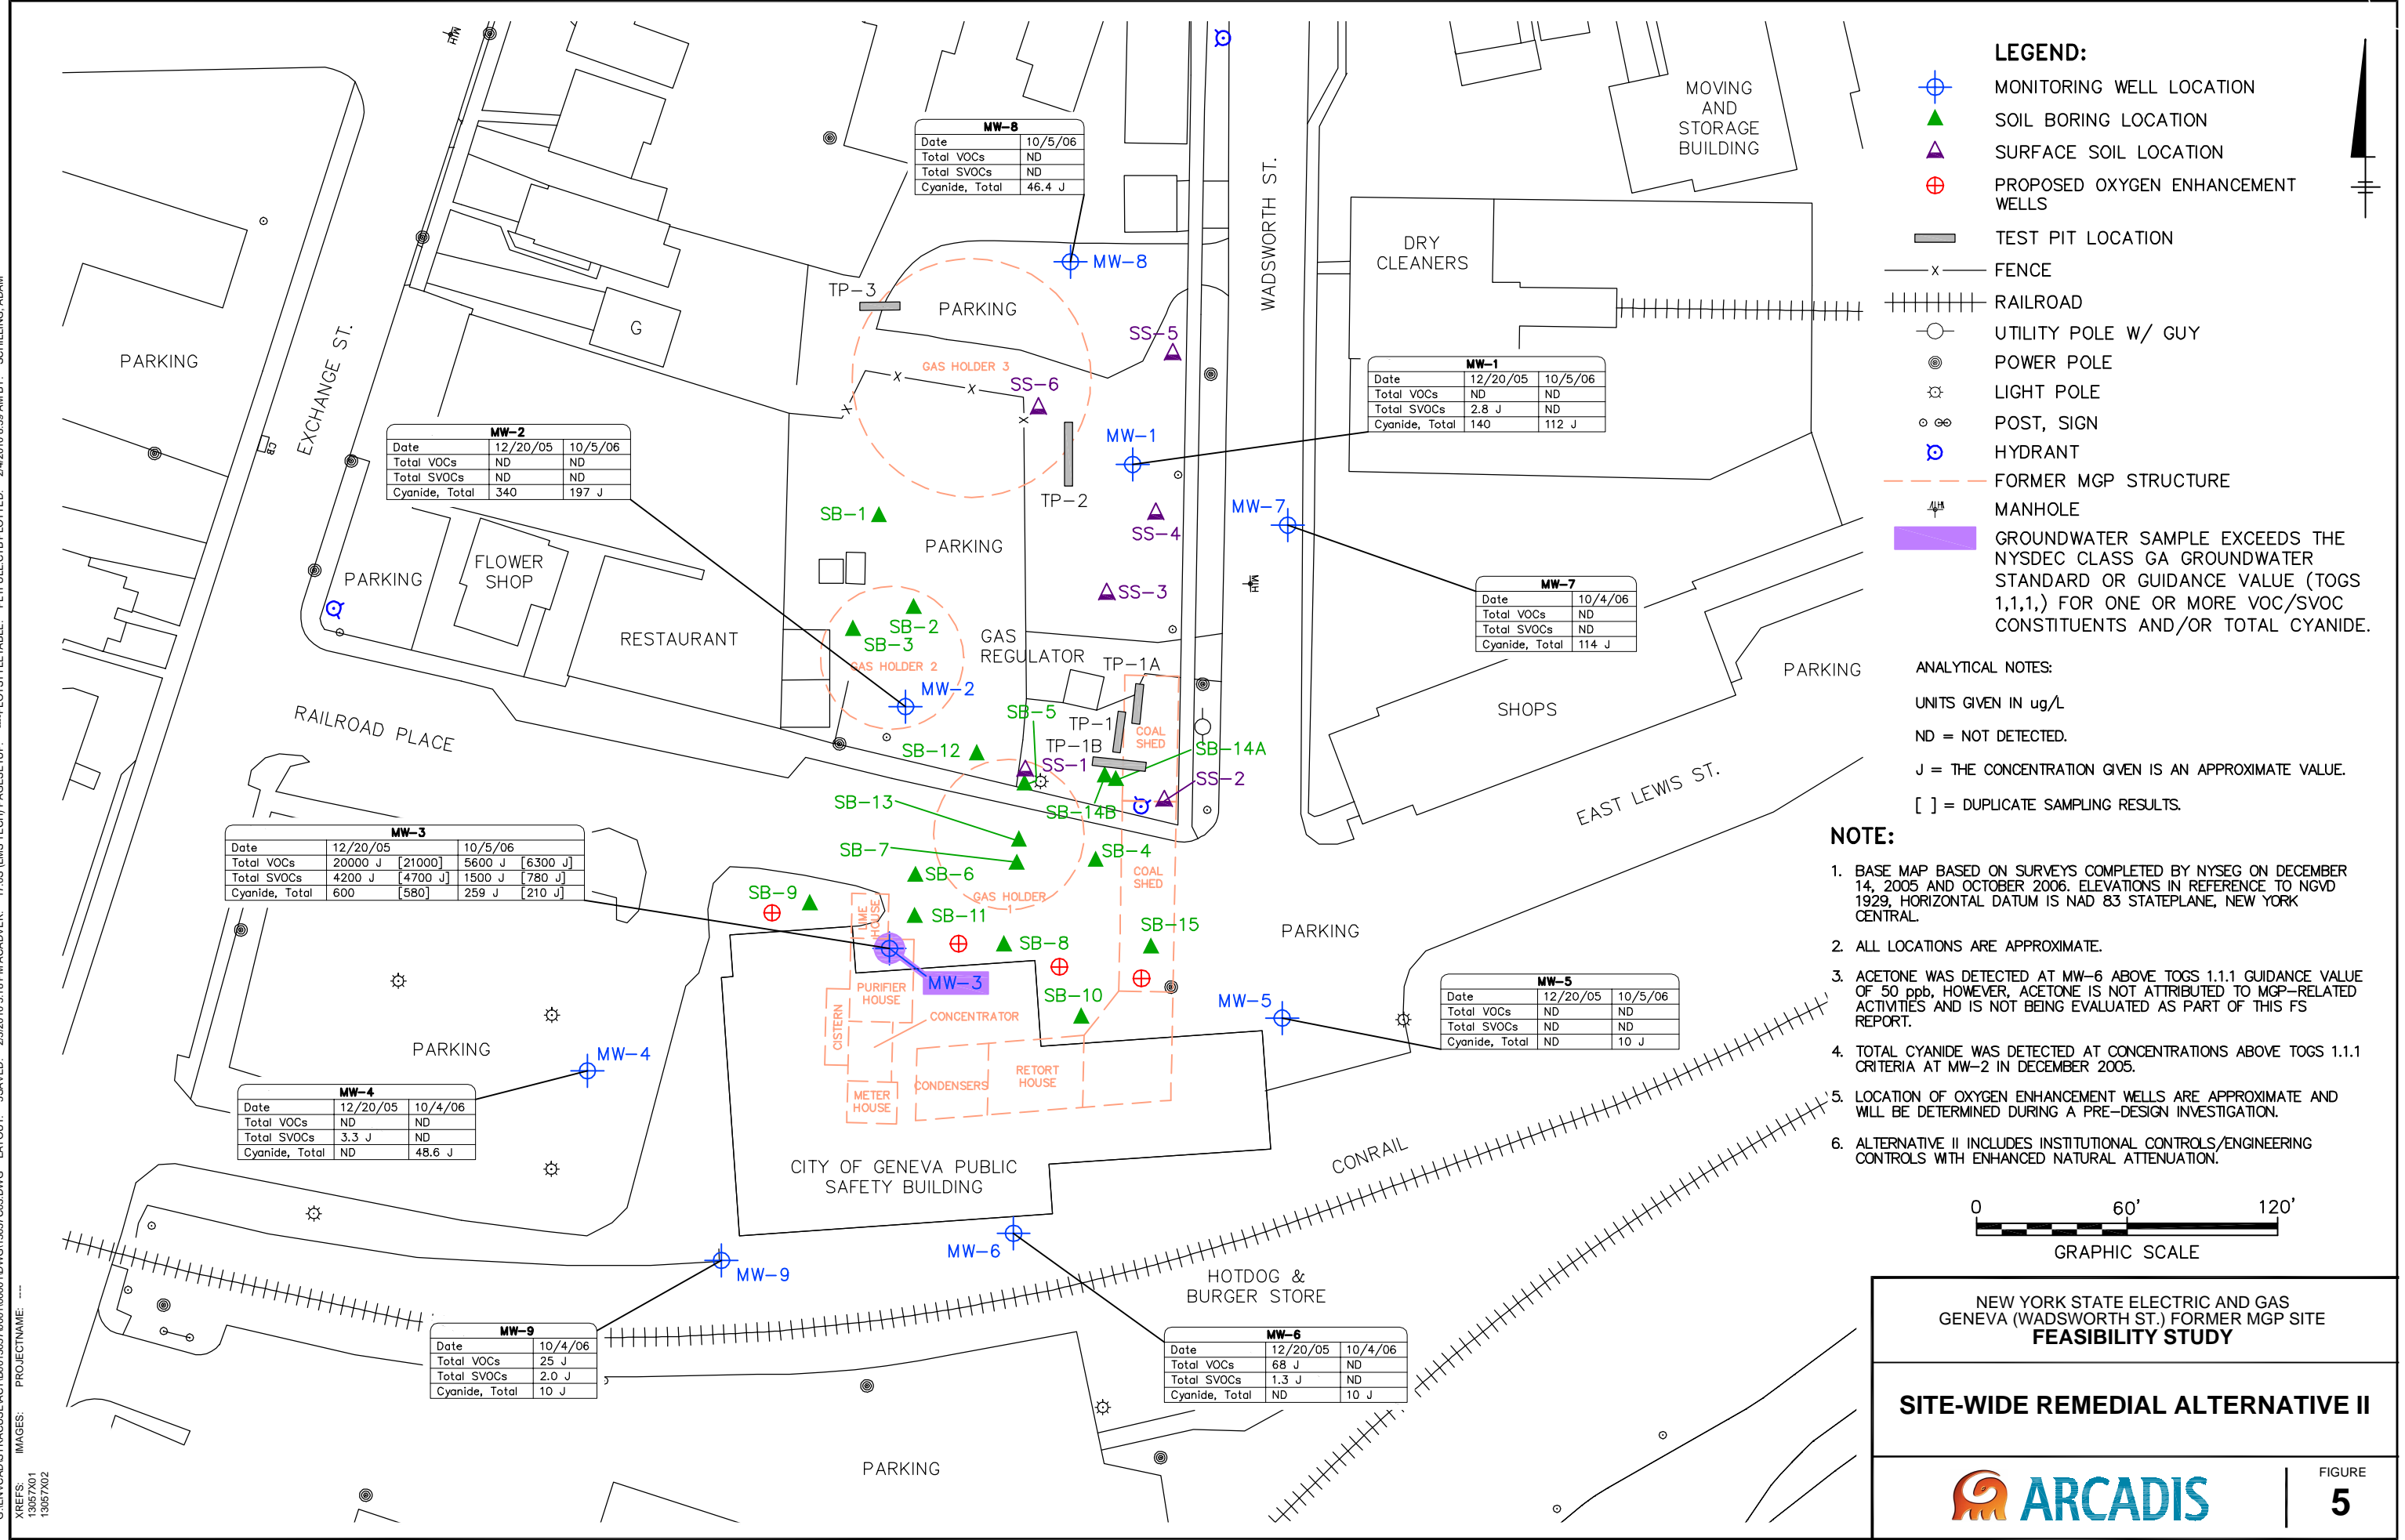 LEGEND:
MONITORING WELL LOCATION
SOIL BORING LOCATION
SURFACE SOIL LOCATION
PROPOSED OXYGEN ENHANCEMENT
WELLS
TEST PIT LOCATION
X FENCE
RAILROAD
UTILITY POLE W/ GUY
POWER POLE
LIGHT POLE
POST, SIGN
HYDRANT
FORMER MGP STRUCTURE
MANHOLE
GROUNDWATER SAMPLE EXCEEDS THE
NYSDEC CLASS GA GROUNDWATER
STANDARD OR GUIDANCE VALUE (TOGS
1,1,1,) FOR ONE OR MORE VOC/SVOC
CONSTITUENTS AND/OR TOTAL CYANIDE.
ANALYTICAL NOTES:
UNITS GIVEN IN ug/L
ND = NOT DETECTED.
J = THE CONCENTRATION GIVEN IS AN APPROXIMATE VALUE.
[ ] = DUPLICATE SAMPLING RESULTS.
NOTE:
1. BASE MAP BASED ON SURVEYS COMPLETED BY NYSEG ON DECEMBER
14, 2005 AND OCTOBER 2006. ELEVATIONS IN REFERENCE TO NGVD
1929, HORIZONTAL DATUM IS NAD 83 STATEPLANE, NEW YORK
CENTRAL.
2. ALL LOCATIONS ARE APPROXIMATE.
3. ACETONE WAS DETECTED AT MW-6 ABOVE TOGS 1.1.1 GUIDANCE VALUE
OF 50 ppb, HOWEVER, ACETONE IS NOT ATTRIBUTED TO MGP-RELATED
ACTIVITIES AND IS NOT BEING EVALUATED AS PART OF THIS FS
REPORT.
4. TOTAL CYANIDE WAS DETECTED AT CONCENTRATIONS ABOVE TOGS 1.1.1
CRITERIA AT MW-2 IN DECEMBER 2005.
5. LOCATION OF OXYGEN ENHANCEMENT WELLS ARE APPROXIMATE AND
WILL BE DETERMINED DURING A PRE-DESIGN INVESTIGATION.
6. ALTERNATIVE II INCLUDES INSTITUTIONAL CONTROLS/ENGINEERING
CONTROLS WITH ENHANCED NATURAL ATTENUATION.
0 60' 120'
GRAPHIC SCALE
NEW YORK STATE ELECTRIC AND GAS
GENEVA (WADSWORTH ST.) FORMER MGP SITE
FEASIBILITY STUDY
SITE-WIDE REMEDIAL ALTERNATIVE II
ARCADIS
FIGURE
5
MH
MW-8
Date 10/5/06
Total VOCs ND
Total SVOCs ND
Cyanide, Total 46.4 J
MOVING
AND
STORAGE
BUILDING
WADSWORTH ST.
DRY
CLEANERS
MW-8
TP-3
PARKING
SS-5
GAS HOLDER 3
SS-6
X
X
X
X
G
PARKING
EXCHANGE ST.
CB
MW-1
Date 12/20/05 10/5/06
Total VOCs ND ND
Total SVOCs 2.8 J ND
Cyanide, Total 140 112 J
MW-1
TP-2
MW-2
Date 12/20/05 10/5/06
Total VOCs ND ND
Total SVOCs ND ND
Cyanide, Total 340 197 J
SB-1
SS-4
MW-7
PARKING
FLOWER
SHOP
PARKING
MH
MW-7
Date 10/4/06
Total VOCs ND
Total SVOCs ND
Cyanide, Total 114 J
SS-3
SB-2
SB-3
RESTAURANT
GAS
REGULATOR
GAS HOLDER 2
TP-1A
PARKING
MW-2
SB-5
TP-1
COAL
SHED
SHOPS
RAILROAD PLACE
SB-12
TP-1B
SB-14A
SS-1
SS-2
SB-13
SB-14B
EAST LEWIS ST.
SB-7
SB-4
MW-3
Date 12/20/05 10/5/06
Total VOCs 20000 J [21000] 5600 J [6300 J]
Total SVOCs 4200 J [4700 J] 1500 J [780 J]
Cyanide, Total 600 [580] 259 J [210 J]
SB-6
COAL
SHED
SB-9
LIME
HOUSE
GAS HOLDER
1
SB-11
SB-15
SB-8
PARKING
MW-3
PURIFIER
HOUSE
SB-10
MW-5
MW-5
Date 12/20/05 10/5/06
Total VOCs ND ND
Total SVOCs ND ND
Cyanide, Total ND 10 J
CISTERN
CONCENTRATOR
PARKING
MW-4
CONDENSERS
RETORT
HOUSE
METER
HOUSE
MW-4
Date 12/20/05 10/4/06
Total VOCs ND ND
Total SVOCs 3.3 J ND
Cyanide, Total ND 48.6 J
CITY OF GENEVA PUBLIC
SAFETY BUILDING
CONRAIL
MW-6
MW-9
HOTDOG &
BURGER STORE
MW-9
Date 10/4/06
Total VOCs 25 J
Total SVOCs 2.0 J
Cyanide, Total 10 J
MW-6
Date 12/20/05 10/4/06
Total VOCs 68 J ND
Total SVOCs 1.3 J ND
Cyanide, Total ND 10 J
PARKING
XREFS: IMAGES: PROJECTNAME: ----
13057X01
13057X02